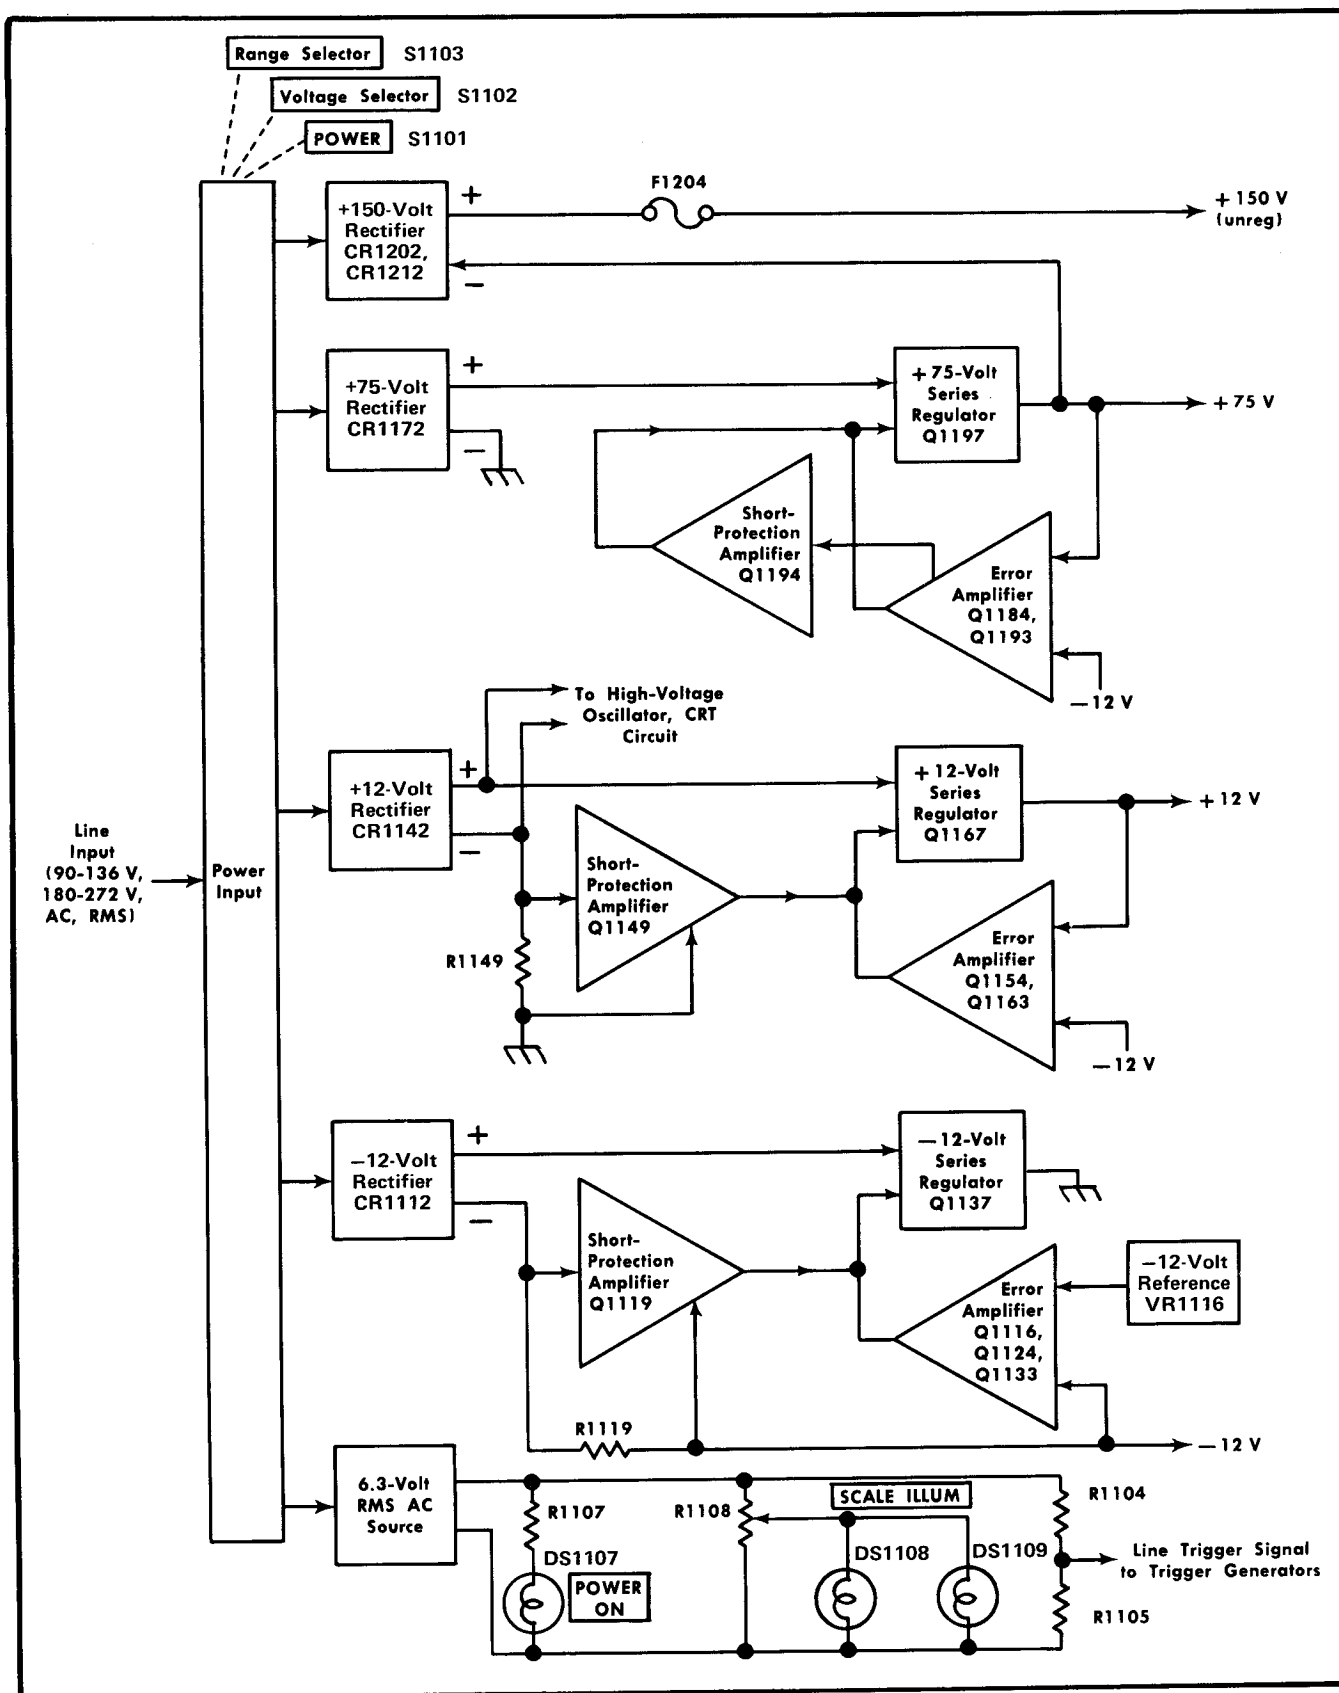 Range Selector S1103
Voltage Selector S1102
POWER S1101
+150-Volt
Rectifier
CR1202,
CR1212
+
−
F1204
+ 150 V
(unreg)
+75-Volt
Rectifier
CR1172
+
−
+ 75-Volt
Series
Regulator
Q1197
+ 75 V
Short-
Protection
Amplifier
Q1194
Error
Amplifier
Q1184,
Q1193
− 12 V
To High-Voltage
Oscillator, CRT
Circuit
Line
Input
(90-136 V,
180-272 V,
AC, RMS)
Power
Input
+12-Volt
Rectifier
CR1142
+
−
+ 12-Volt
Series
Regulator
Q1167
+ 12 V
Short-
Protection
Amplifier
Q1149
R1149
Error
Amplifier
Q1154,
Q1163
− 12 V
−12-Volt
Rectifier
CR1112
+
−
− 12-Volt
Series
Regulator
Q1137
Short-
Protection
Amplifier
Q1119
Error
Amplifier
Q1116,
Q1124,
Q1133
−12-Volt
Reference
VR1116
R1119
− 12 V
6.3-Volt
RMS AC
Source
R1107
DS1107
POWER
ON
R1108
SCALE ILLUM
DS1108
DS1109
R1104
Line Trigger Signal
to Trigger Generators
R1105